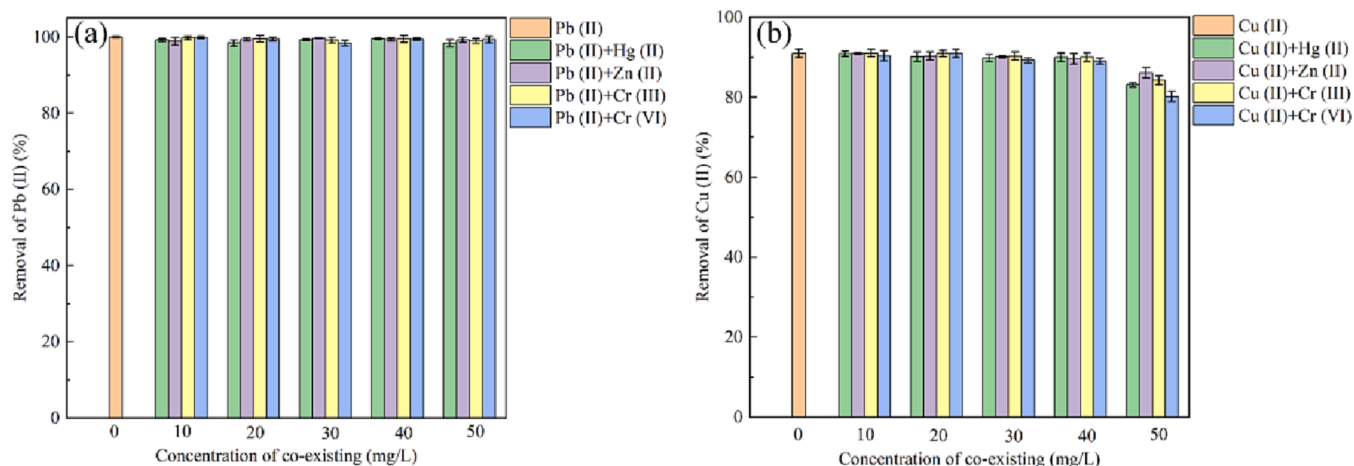 (a)
Pb (II)
Pb (II)+Hg (II)
Pb (II)+Zn (II)
Pb (II)+Cr (III)
Pb (II)+Cr (VI)
Removal of Pb (II) (%)
100
80
60
40
20
0
0 10 20 30 40 50
Concentration of co-existing (mg/L)
(b)
Cu (II)
Cu (II)+Hg (II)
Cu (II)+Zn (II)
Cu (II)+Cr (III)
Cu (II)+Cr (VI)
Removal of Cu (II) (%)
100
80
60
40
20
0
0 10 20 30 40 50
Concentration of co-existing (mg/L)